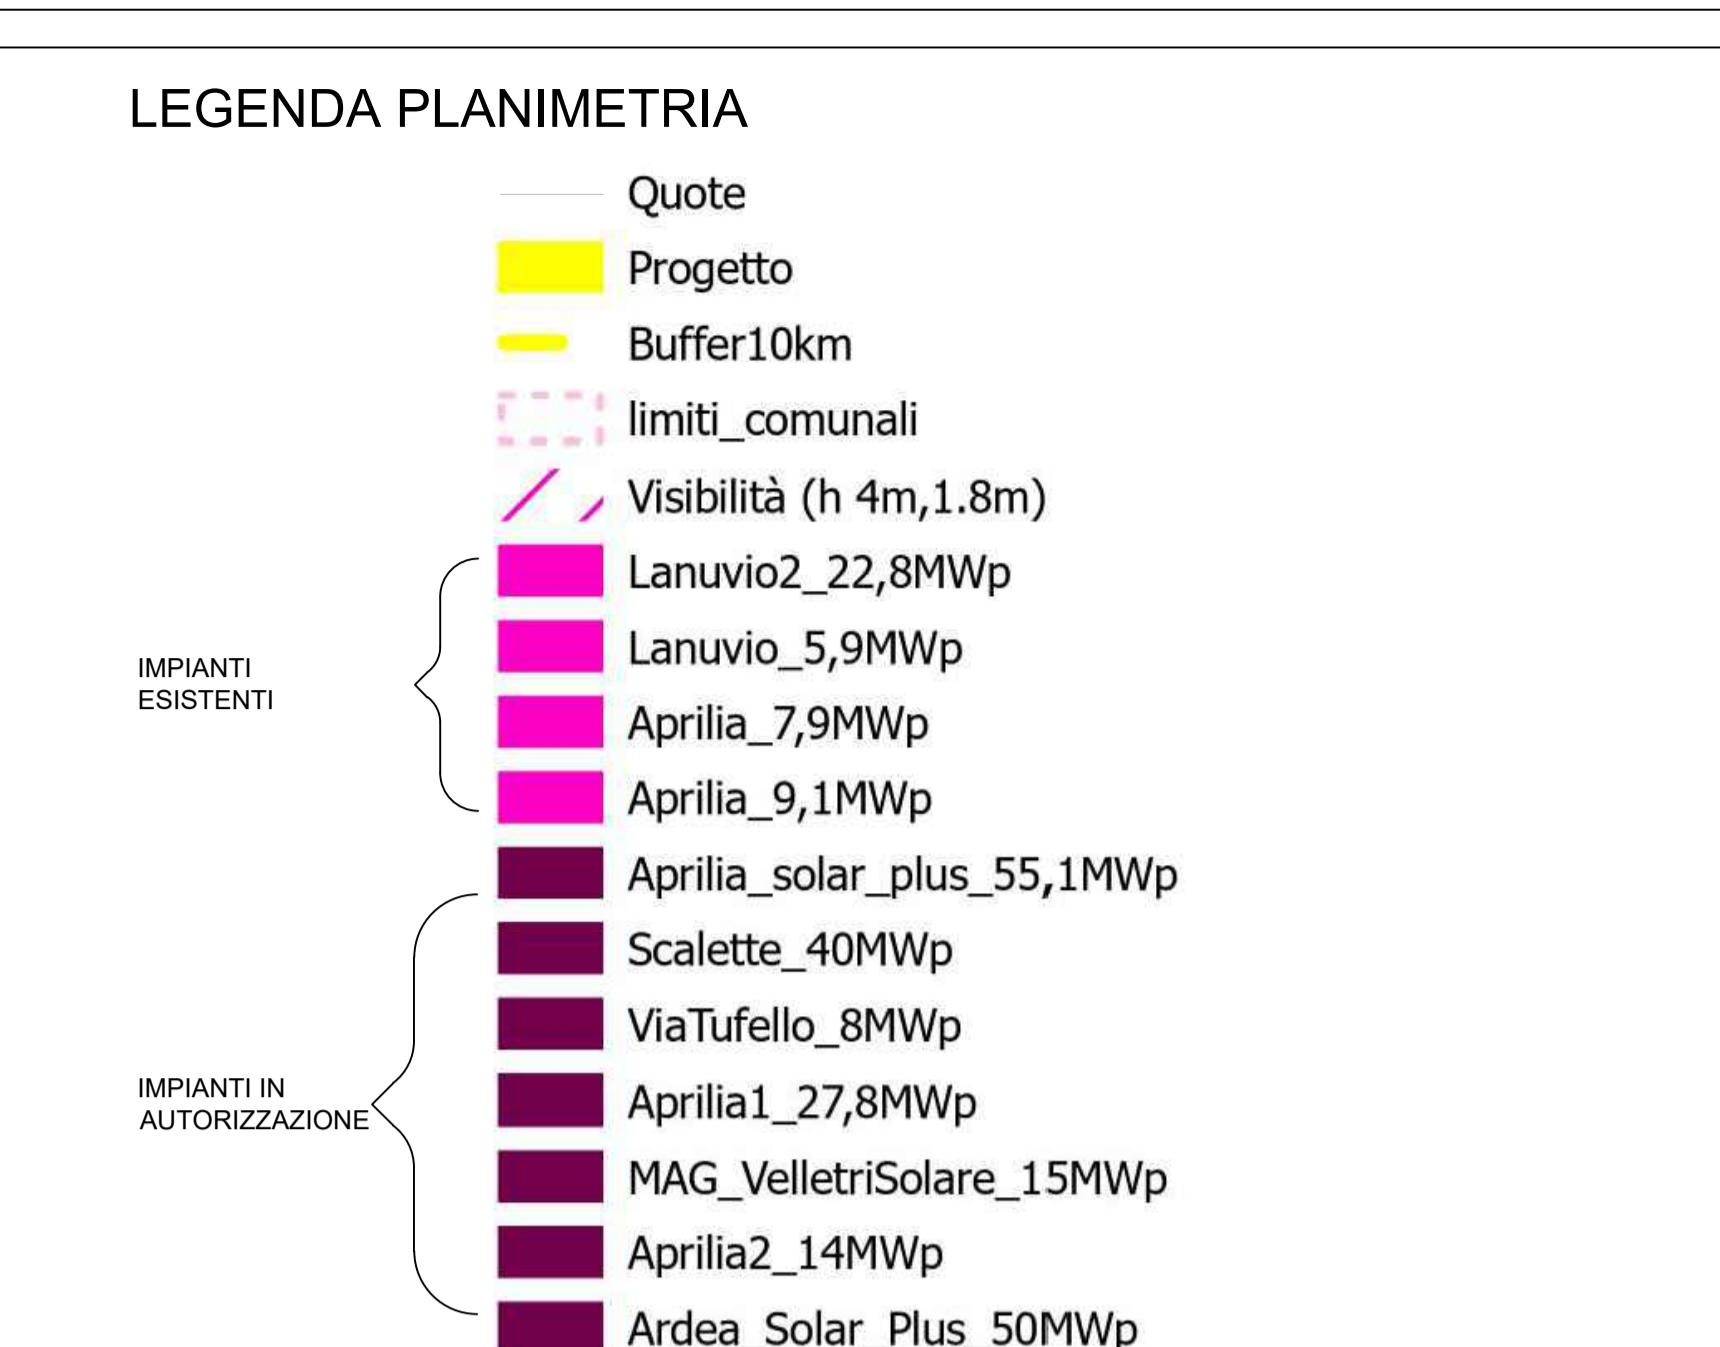 LEGENDA PLANIMETRIA
Quote
Progetto
Buffer10km
limiti_comunali
Visibilità (h 4m,1.8m)
IMPIANTI
ESISTENTI
Lanuvio2_22,8MWp
Lanuvio_5,9MWp
Aprilia_7,9MWp
Aprilia_9,1MWp
IMPIANTI IN
AUTORIZZAZIONE
Aprilia_solar_plus_55,1MWp
Scalette_40MWp
ViaTufello_8MWp
Aprilia1_27,8MWp
MAG_VelletriSolare_15MWp
Aprilia2_14MWp
Ardea_Solar_Plus_50MWp